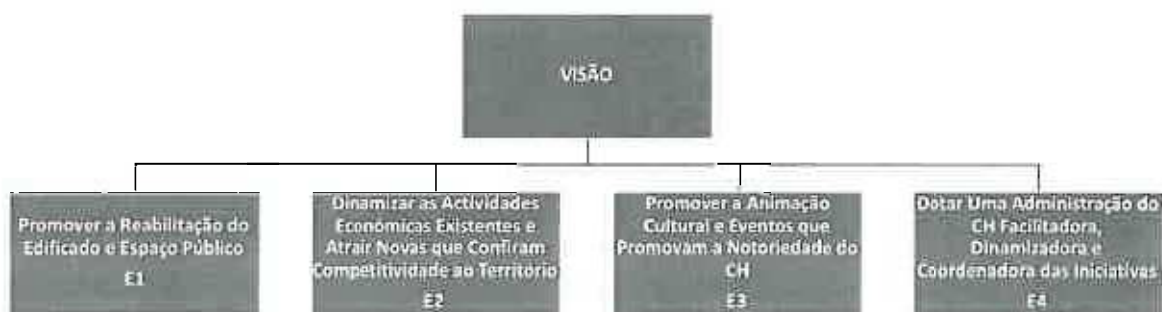 VISÃO
Promover a Reabilitação do
Edificado e Espaço Público
E1
Dinamizar as Actividades
Económicas Existentes e
Atrair Novas que Confiram
Competitividade ao Território
E2
Promover a Animação
Cultural e Eventos que
Promovam a Notoriedade do
CH
E3
Dotar Uma Administração do
CH Facilitadora,
Dinamizadora e
Coordenadora das Iniciativas
E4